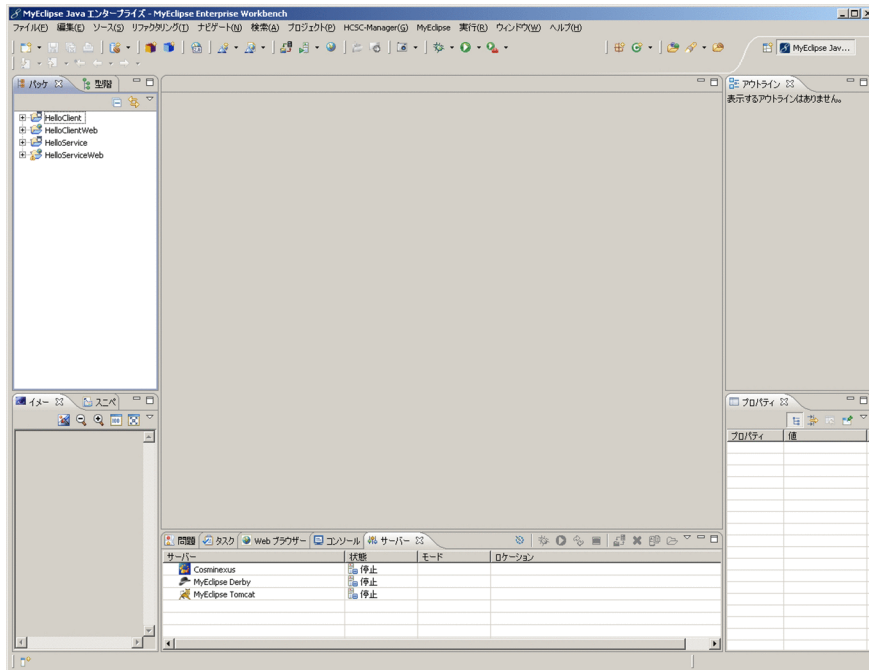 MyEclipse Java エンタープライズ - MyEclipse Enterprise Workbench
ファイル(F) 編集(E) ソース(S) リファクタリング(T) ナビゲート(N) 検索(A) プロジェクト(P) HCSC-Manager(G) MyEclipse 実行(R) ウィンドウ(W) ヘルプ(H)
MyEclipse Jav...
パッケ 型階
HelloClient
HelloClientWeb
HelloService
HelloServiceWeb
アウトライン
表示するアウトラインはありません。
イメー スニペ
プロパティ
プロパティ 値
問題 タスク Web ブラウザー コンソール サーバー
サーバー 状態 モード ロケーション
Cosminexus 停止
MyEclipse Derby 停止
MyEclipse Tomcat 停止